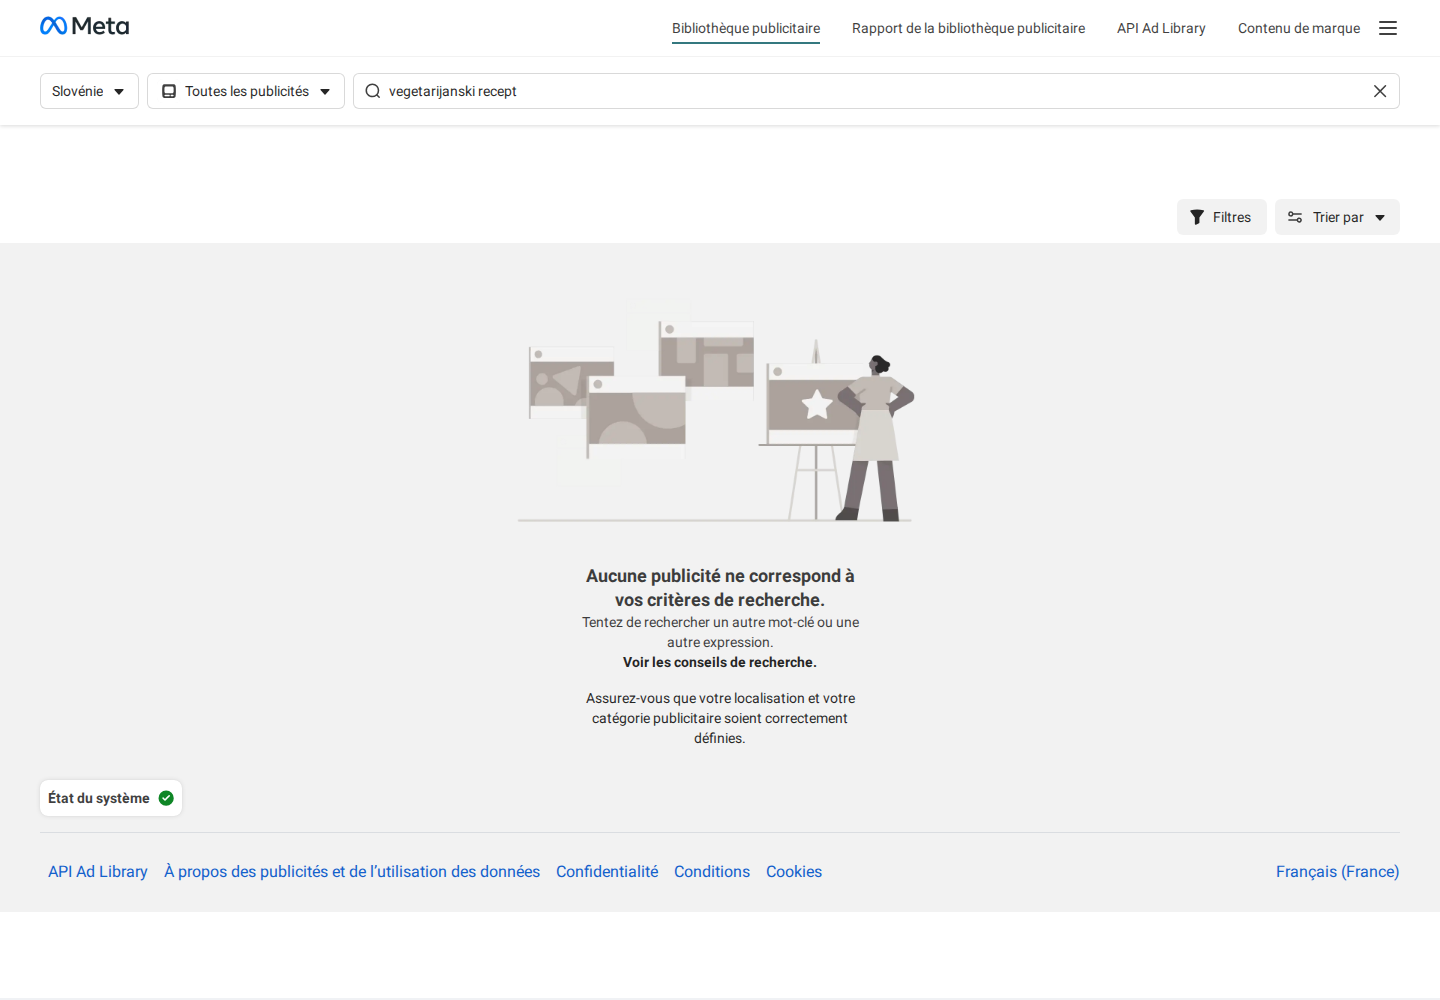 Meta
Bibliothèque publicitaire
Rapport de la bibliothèque publicitaire
API Ad Library
Contenu de marque
Slovénie
Toutes les publicités
vegetarijanski recept
Filtres
Trier par
Aucune publicité ne correspond à
vos critères de recherche.
Tentez de rechercher un autre mot-clé ou une
autre expression.
Voir les conseils de recherche.
Assurez-vous que votre localisation et votre
catégorie publicitaire soient correctement
définies.
État du système
API Ad Library
À propos des publicités et de l’utilisation des données
Confidentialité
Conditions
Cookies
Français (France)